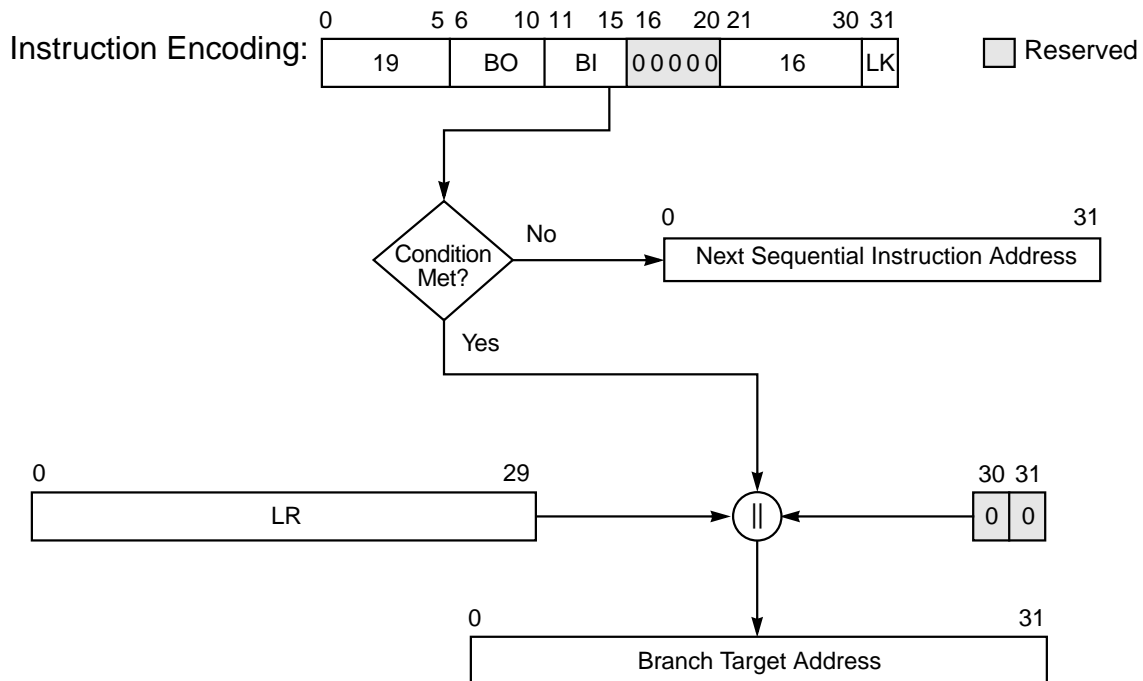 0 5 6 10 11 15 16 20 21 30 31
Instruction Encoding: 19 BO BI 0 0 0 0 0 16 LK Reserved
0 31
No
Condition Met?
Next Sequential Instruction Address
Yes
0 29 30 31
LR || 0 0
0 31
Branch Target Address